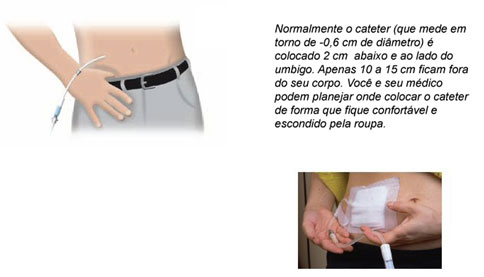 Normalmente o cateter (que mede em
torno de -0,6 cm de diâmetro) é
colocado 2 cm  abaixo e ao lado do
umbigo. Apenas 10 a 15 cm ficam fora
do seu corpo. Você e seu médico
podem planejar onde colocar o cateter
de forma que fique confortável e
escondido pela roupa.